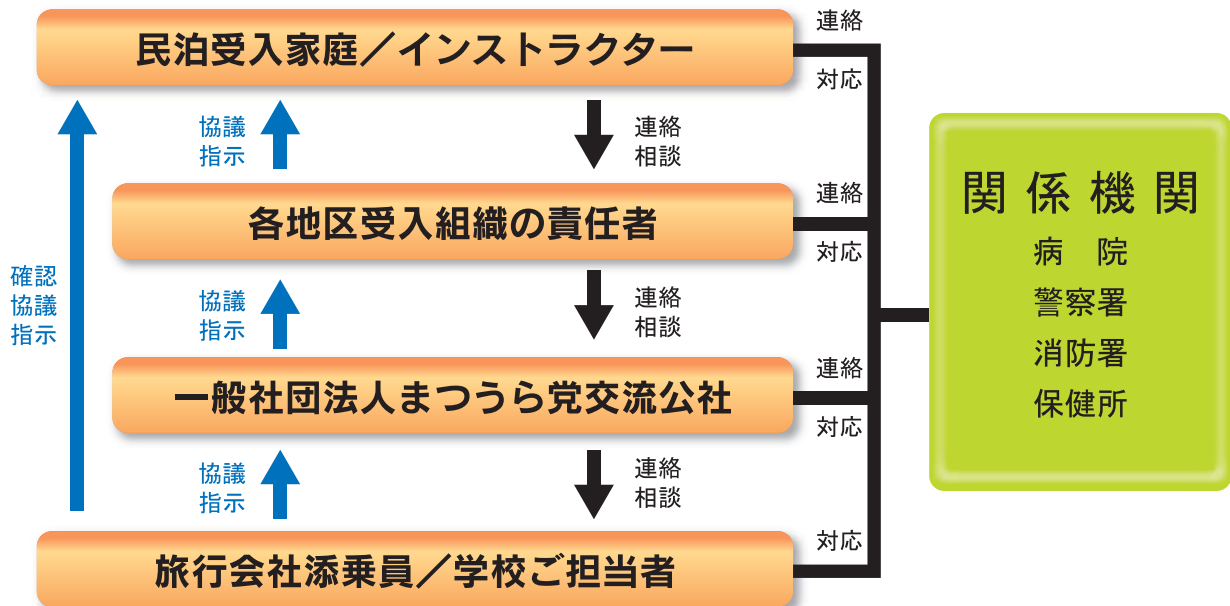 民泊受入家庭／インストラクター
連絡
対応
協議
指示
連絡
相談
各地区受入組織の責任者
連絡
対応
確認
協議
指示
協議
指示
連絡
相談
一般社団法人まつうら党交流公社
連絡
対応
協議
指示
連絡
相談
旅行会社添乗員／学校ご担当者
対応
関係機関
病　院
警察署
消防署
保健所